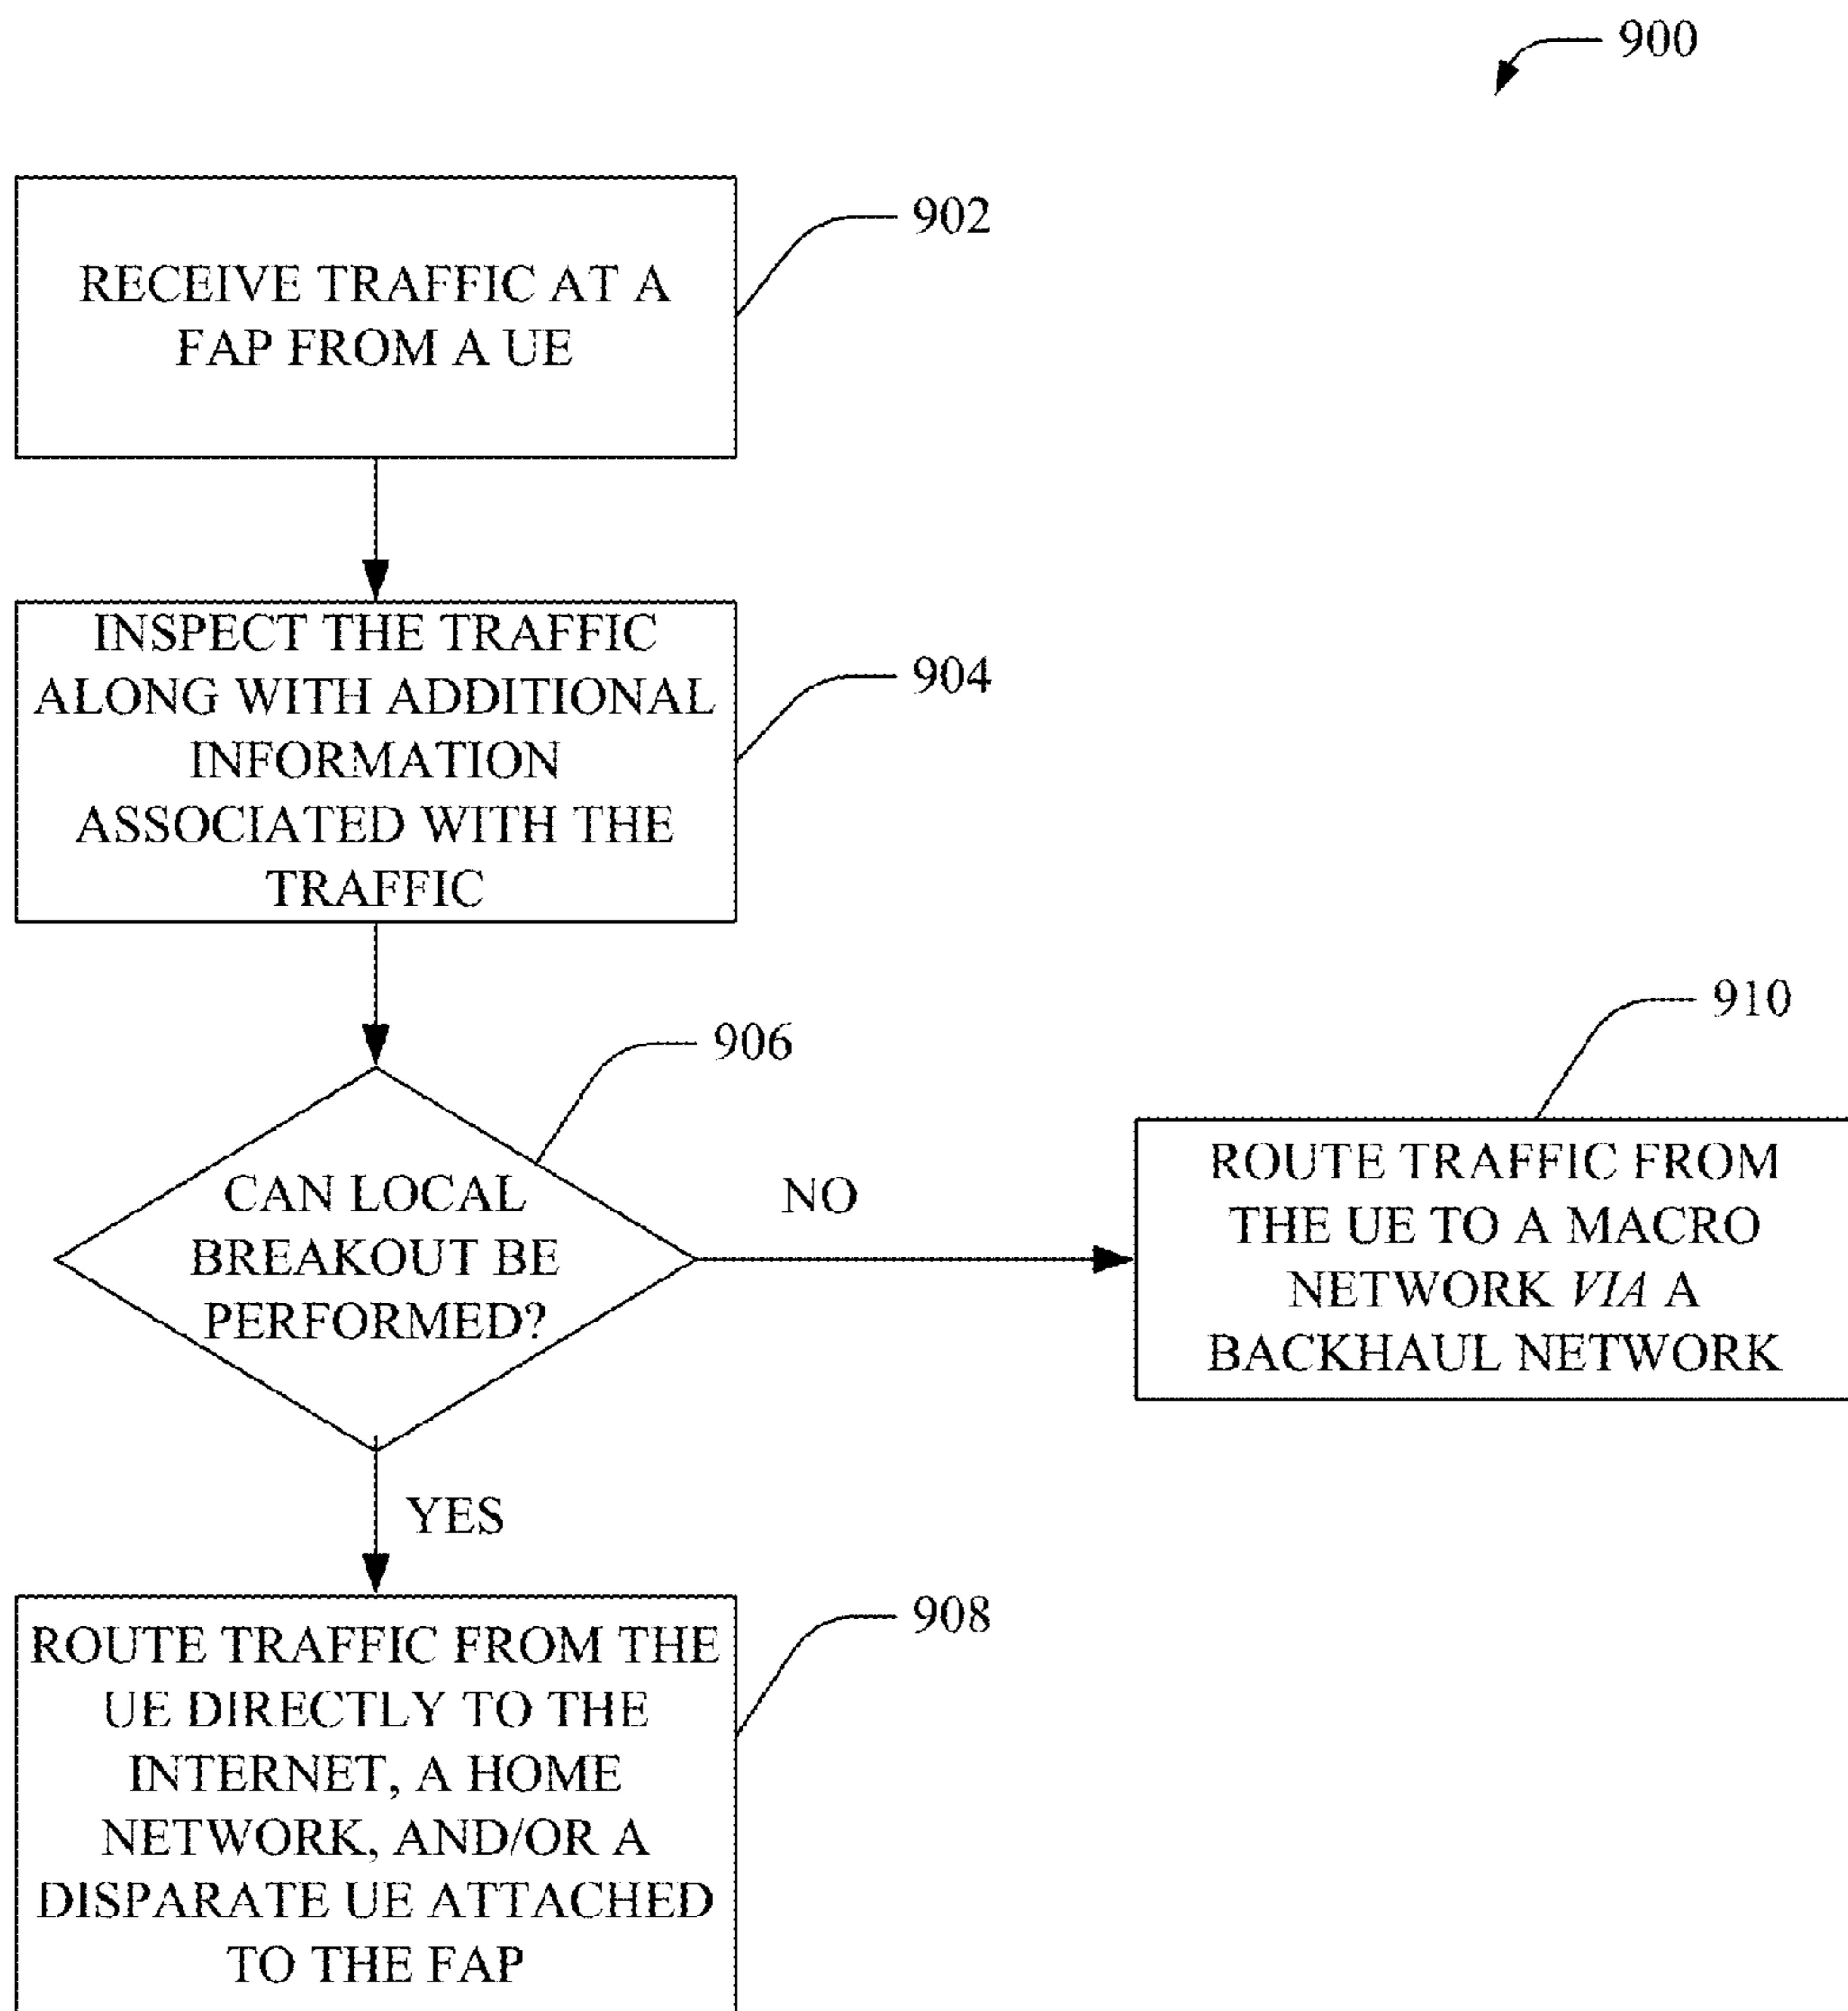 900
902
RECEIVE TRAFFIC AT A
FAP FROM A UE
904
INSPECT THE TRAFFIC
ALONG WITH ADDITIONAL
INFORMATION
ASSOCIATED WITH THE
TRAFFIC
906
CAN LOCAL
BREAKOUT BE
PERFORMED?
NO
910
ROUTE TRAFFIC FROM
THE UE TO A MACRO
NETWORK VIA A
BACKHAUL NETWORK
YES
908
ROUTE TRAFFIC FROM THE
UE DIRECTLY TO THE
INTERNET, A HOME
NETWORK, AND/OR A
DISPARATE UE ATTACHED
TO THE FAP